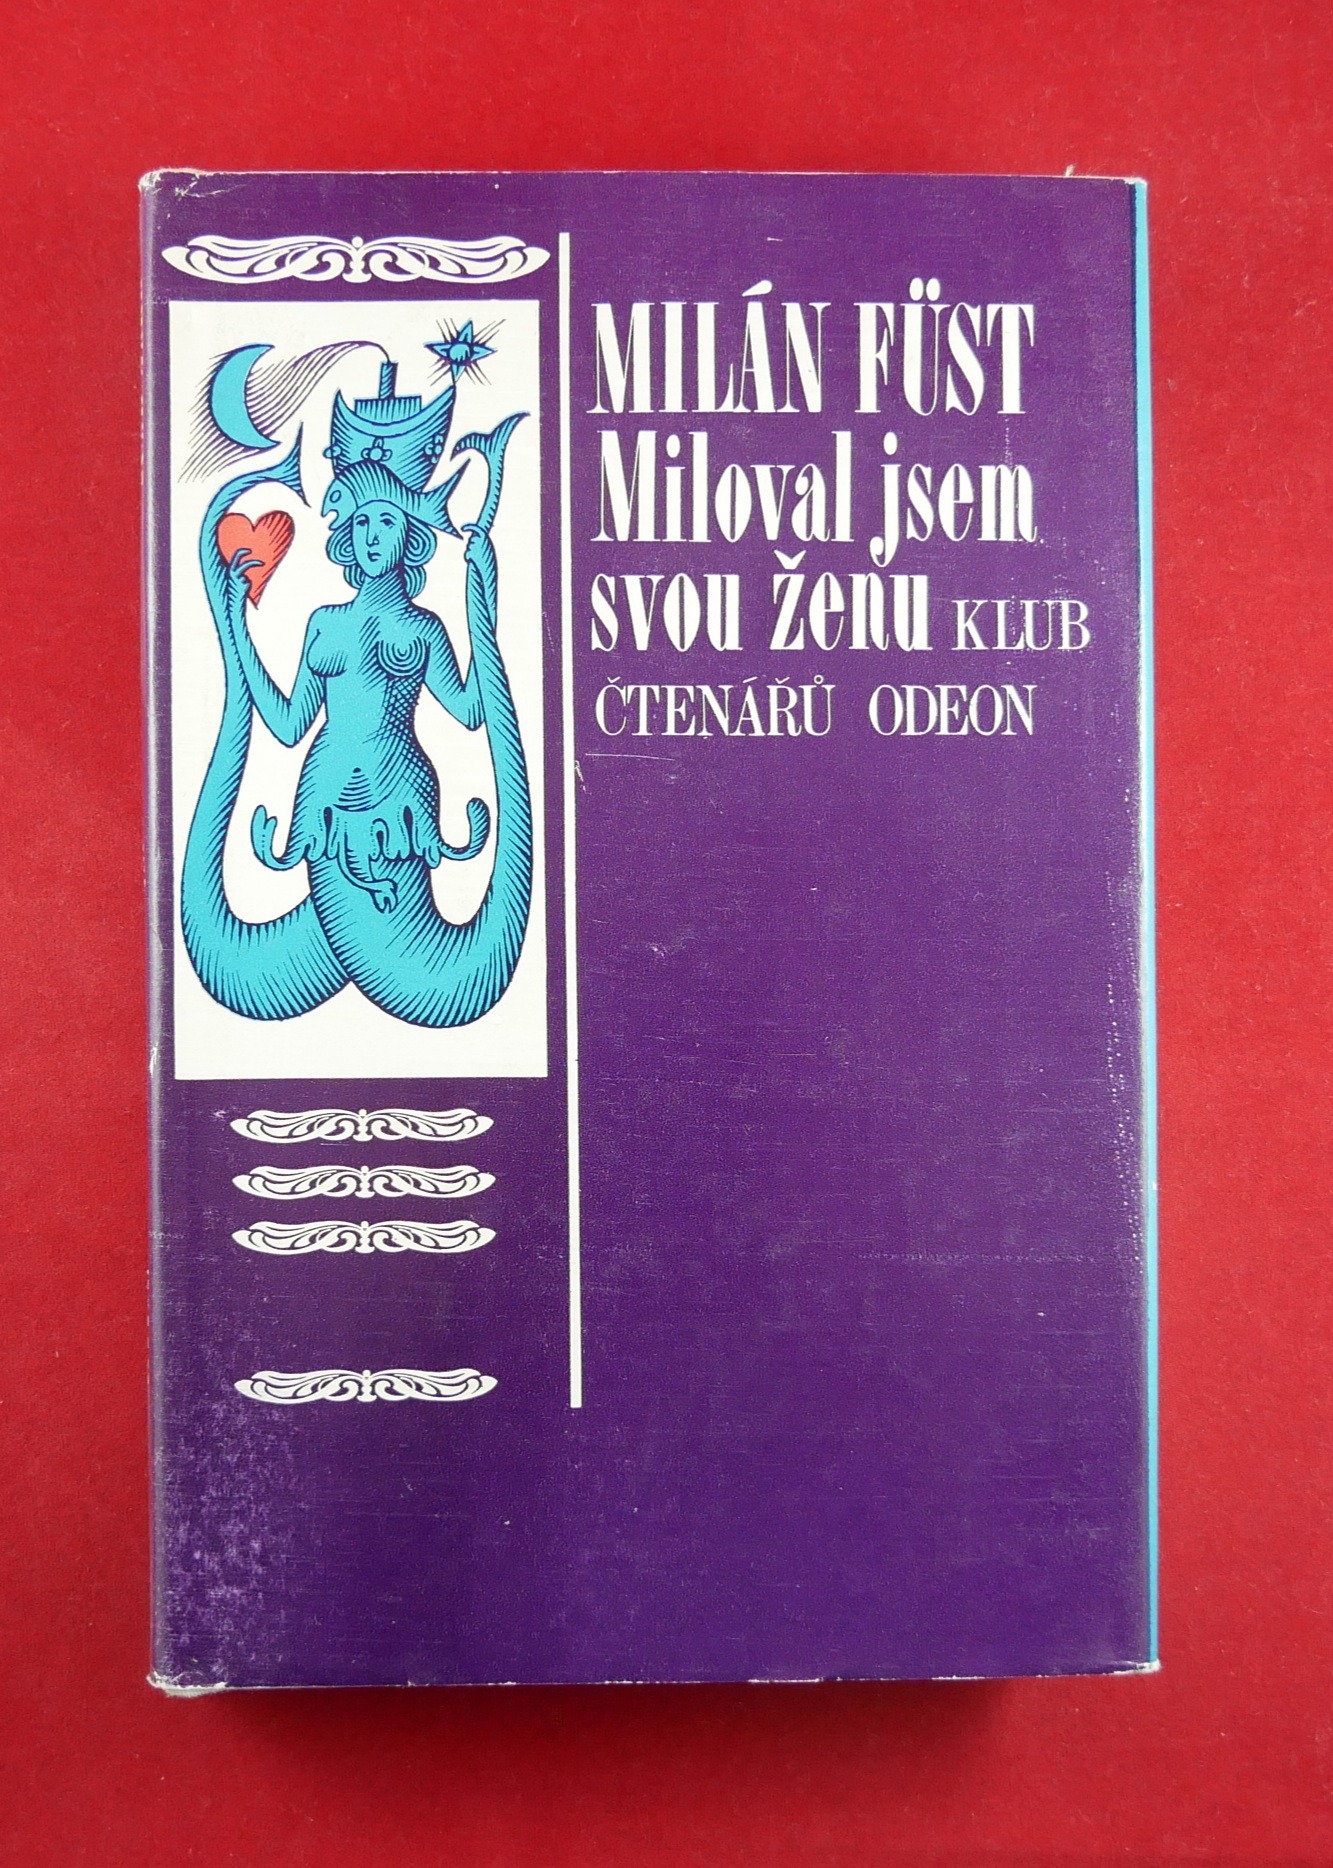 MILÁN FÜST
Miloval jsem
svou ženu KLUB
ČTENÁŘŮ ODEON